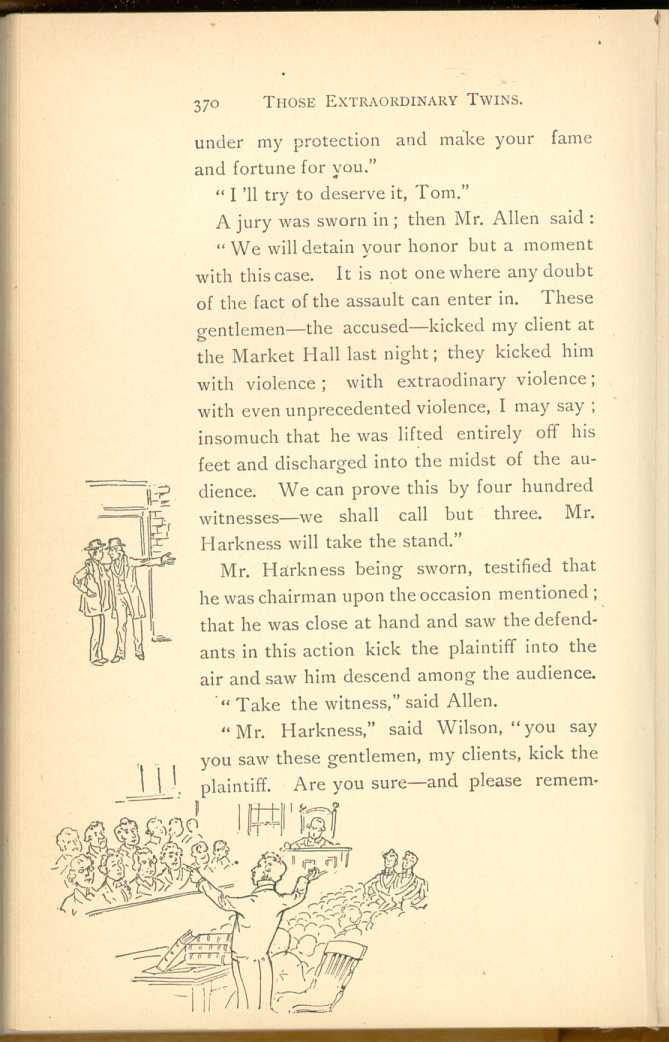 370 THOSE EXTRAORDINARY TWINS.
under my protection and make your fame
and fortune for you.”
“I ’ll try to deserve it, Tom.”
A jury was sworn in; then Mr. Allen said:
“We will detain your honor but a moment
with this case. It is not one where any doubt
of the fact of the assault can enter in. These
gentlemen—the accused—kicked my client at
the Market Hall last night; they kicked him
with violence; with extraodinary violence;
with even unprecedented violence, I may say;
insomuch that he was lifted entirely off his
feet and discharged into the midst of the au-
dience. We can prove this by four hundred
witnesses—we shall call but three. Mr.
Harkness will take the stand.”
Mr. Harkness being sworn, testified that
he was chairman upon the occasion mentioned;
that he was close at hand and saw the defend-
ants in this action kick the plaintiff into the
air and saw him descend among the audience.
“Take the witness,” said Allen.
“Mr. Harkness,” said Wilson, “you say
you saw these gentlemen, my clients, kick the
plaintiff. Are you sure—and please remem-